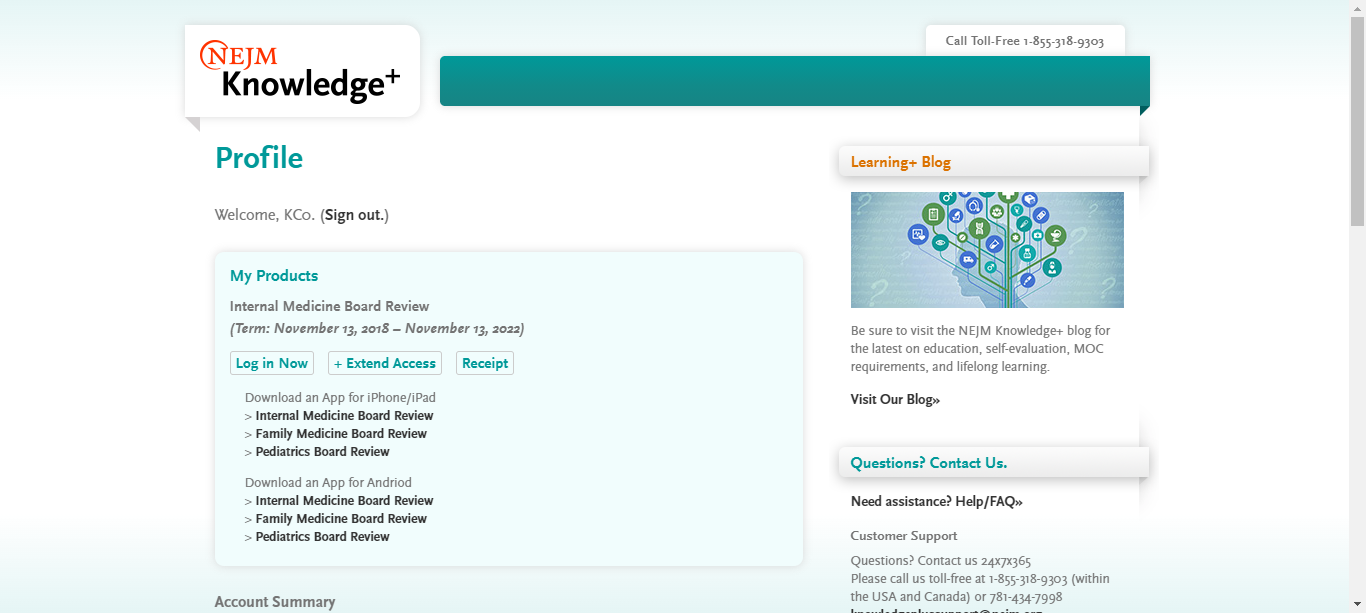 NEJM
Knowledge+
Call Toll-Free 1-855-318-9303
Profile
Welcome, KCo. (Sign out.)
My Products
Internal Medicine Board Review
(Term: November 13, 2018 – November 13, 2022)
Log in Now
+ Extend Access
Receipt
Download an App for iPhone/iPad
> Internal Medicine Board Review
> Family Medicine Board Review
> Pediatrics Board Review
Download an App for Andriod
> Internal Medicine Board Review
> Family Medicine Board Review
> Pediatrics Board Review
Account Summary
Learning+ Blog
Be sure to visit the NEJM Knowledge+ blog for
the latest on education, self-evaluation, MOC
requirements, and lifelong learning.
Visit Our Blog»
Questions? Contact Us.
Need assistance? Help/FAQ»
Customer Support
Questions? Contact us 24x7x365
Please call us toll-free at 1-855-318-9303 (within
the USA and Canada) or 781-434-7998